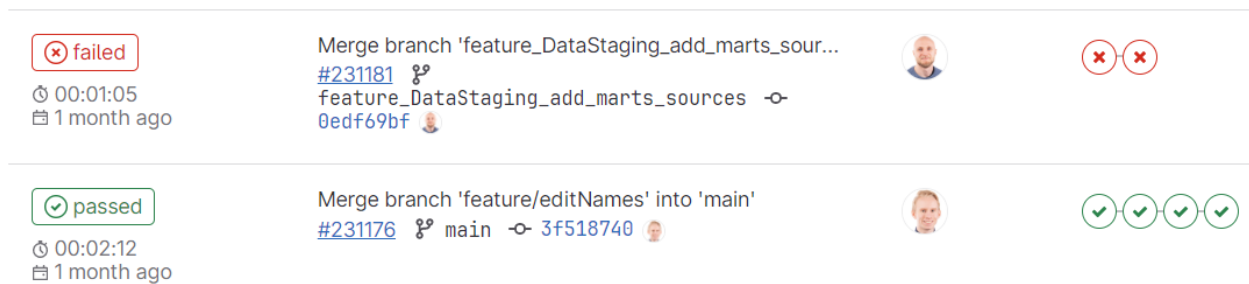 failed
00:01:05
1 month ago
Merge branch 'feature_DataStaging_add_marts_sour...
#231181
feature_DataStaging_add_marts_sources
0edf69bf
passed
00:02:12
1 month ago
Merge branch 'feature/editNames' into 'main'
#231176 main 3f518740